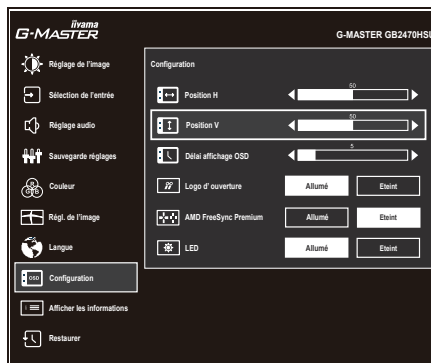 iiyama
G-MASTER
G-MASTER GB2470HSU
Réglage de l'image
Sélection de l'entrée
Réglage audio
Sauvegarde réglages
R
G B
Couleur
Régl. de l'image
Langue
OSD
Configuration
i
Afficher les informations
Restaurer
Configuration
Position H
50
Position V
50
Délai affichage OSD
5
Logo d' ouverture
Allumé
Eteint
AMD FreeSync Premium
Allumé
Eteint
LED
Allumé
Eteint